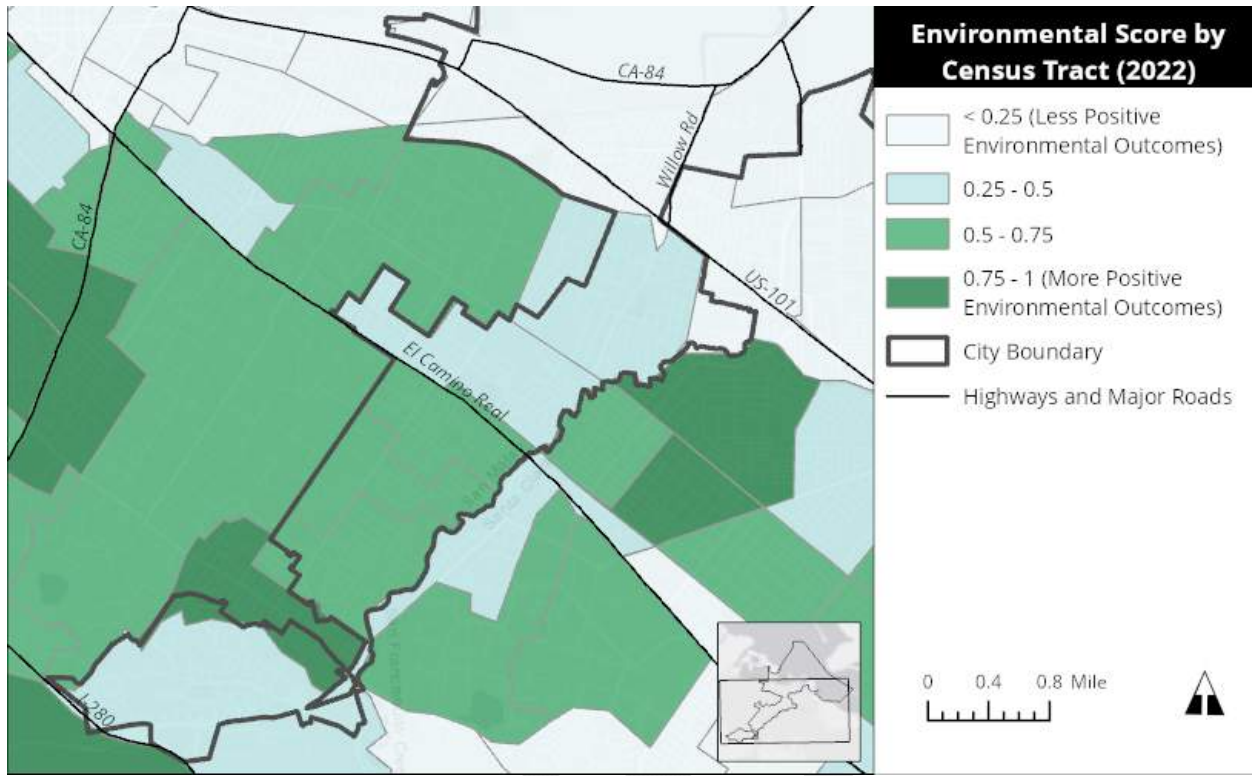 Environmental Score by
Census Tract (2022)
< 0.25 (Less Positive
Environmental Outcomes)
0.25 - 0.5
0.5 - 0.75
0.75 - 1 (More Positive
Environmental Outcomes)
City Boundary
Highways and Major Roads
0 0.4 0.8 Mile
CA-84
Willow Rd
CA-84
US-101
El Camino Real
I-280